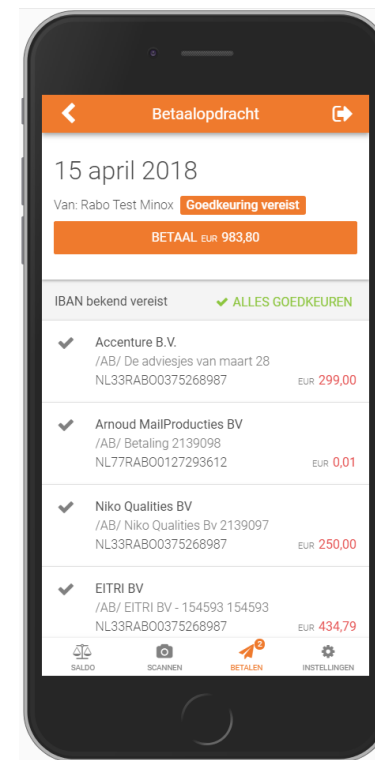 Betaalopdracht
15 april 2018
Van: Rabo Test Minox Goedkeuring vereist
BETAAL EUR 983,80
IBAN bekend vereist ALLES GOEDKEUREN
Accenture B.V.
/AB/ De adviesjes van maart 28
NL33RABO0375268987 EUR 299,00
Arnoud MailProducties BV
/AB/ Betaling 2139098
NL77RABO0127293612 EUR 0,01
Niko Qualities BV
/AB/ Niko Qualities Bv 2139097
NL33RABO0375268987 EUR 250,00
EITRI BV
/AB/ EITRI BV - 154593 154593
NL33RABO0375268987 EUR 434,79
2
SALDO SCANNEN BETALEN INSTELLINGEN